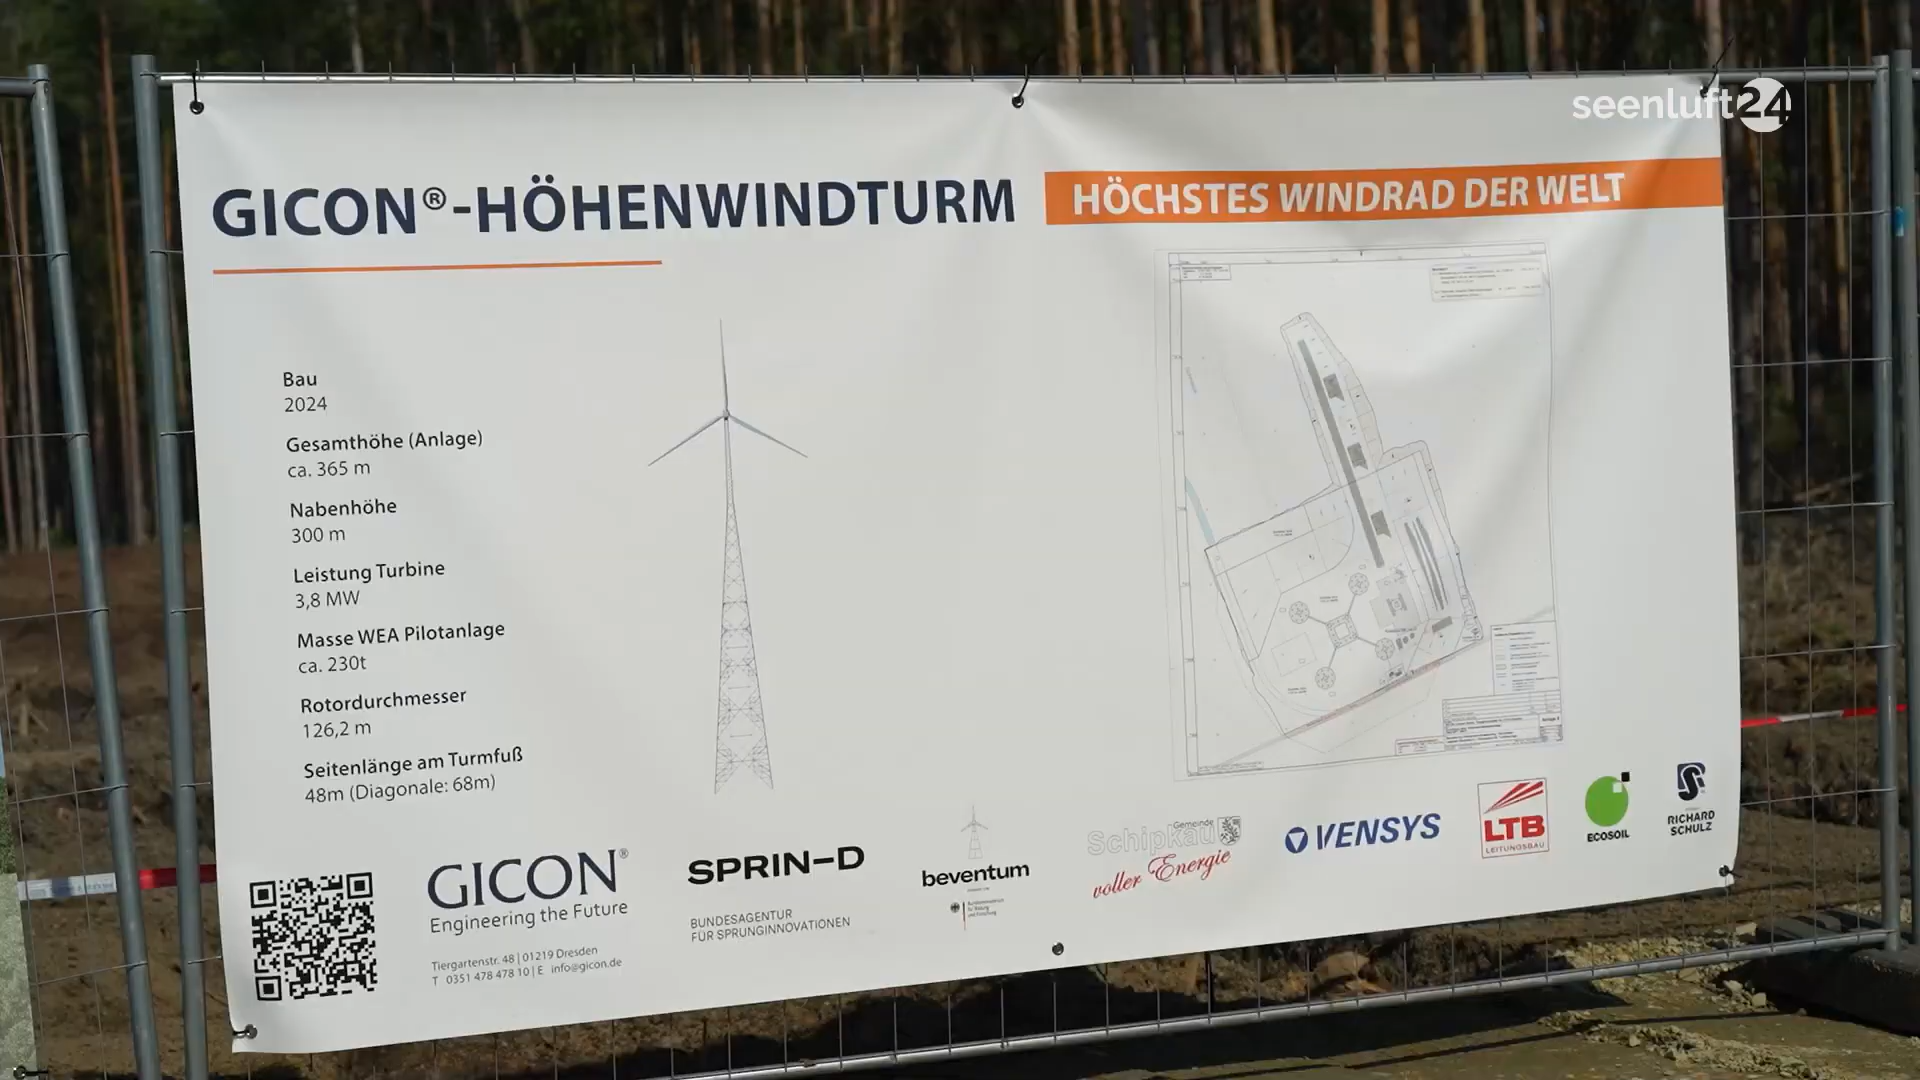 seenluft24
GICON®-HÖHENWINDTURM
HÖCHSTES WINDRAD DER WELT
Bau
2024
Gesamthöhe (Anlage)
ca. 365 m
Nabenhöhe
300 m
Leistung Turbine
3,8 MW
Masse WEA Pilotanlage
ca. 230t
Rotordurchmesser
126,2 m
Seitenlänge am Turmfuß
48m (Diagonale: 68m)
GICON®
Engineering the Future
Tiergartenstr. 48 | 01219 Dresden
T 0351 478 478 10 | E info@gicon.de
SPRIN–D
BUNDESAGENTUR
FÜR SPRUNGINNOVATIONEN
beventum
Gemeinde
Schipkau
voller Energie
VENSYS
LTB
LEITUNGSBAU
ECOSOIL
RICHARD
SCHULZ